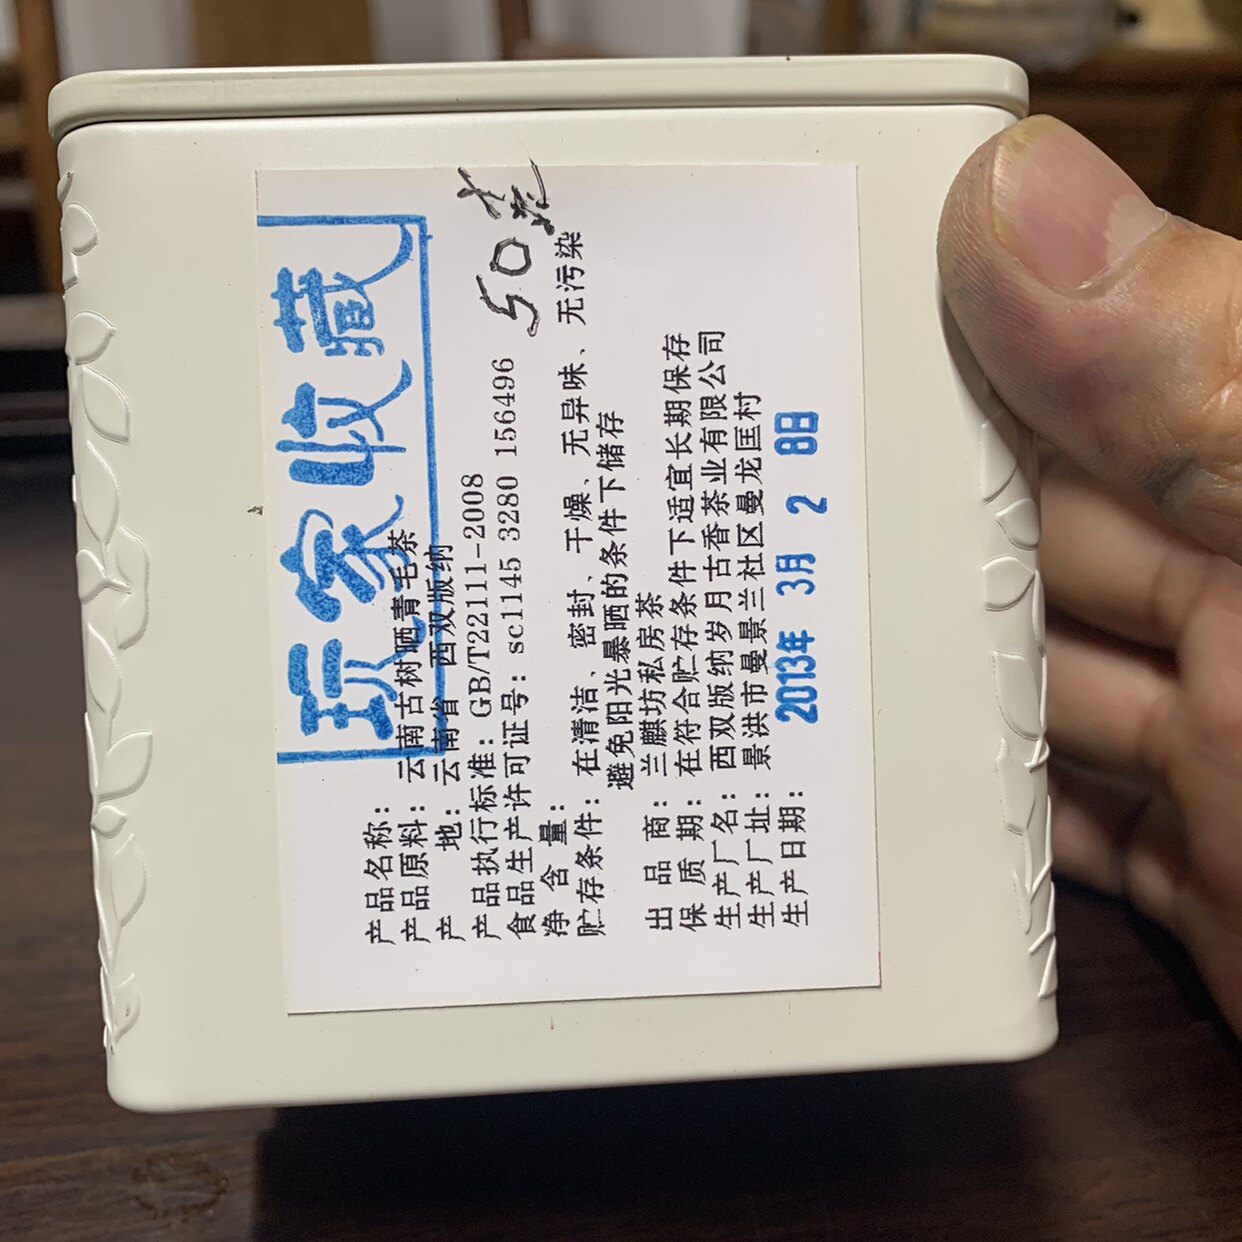 玩家收藏
产品名称：
产品原料：云南古树晒青毛茶
产 地：云南省 西双版纳
产品执行标准：GB/T22111-2008
食品生产许可证号：sc1145 3280 156496
净 含 量： 50克
贮存条件：在清洁、密封、干燥、无异味、无污染
避免阳光暴晒的条件下储存
出 品 商：兰麒坊私房茶
保 质 期：在符合贮存条件下适宜长期保存
生产厂名：西双版纳岁月古香茶业有限公司
生产厂址：景洪市曼景兰社区曼龙匡村
生产日期：2013年 3月 2 8日